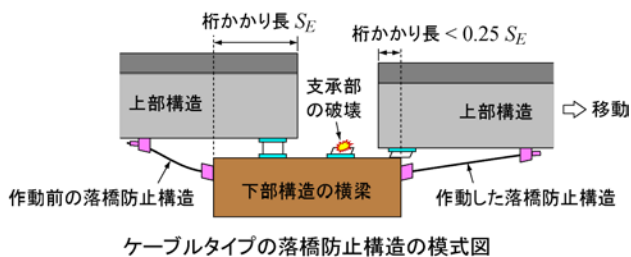 桁かかり長 S_E
桁かかり長 < 0.25 S_E
支承部
の破壊
上部構造
上部構造
移動
作動前の落橋防止構造
下部構造の横梁
作動した落橋防止構造
ケーブルタイプの落橋防止構造の模式図